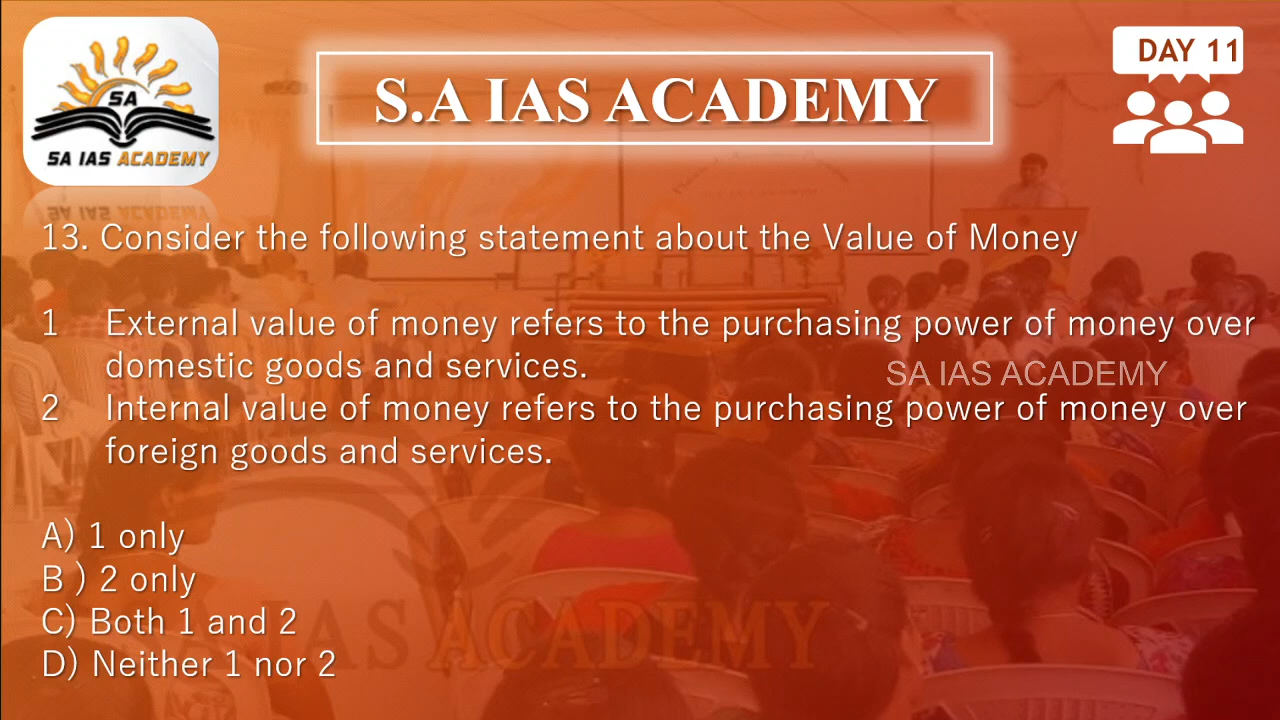 SA
SA IAS ACADEMY
S.A IAS ACADEMY
DAY 11
13. Consider the following statement about the Value of Money
1 External value of money refers to the purchasing power of money over
domestic goods and services.
SA IAS ACADEMY
2 Internal value of money refers to the purchasing power of money over
foreign goods and services.
A) 1 only
B ) 2 only
C) Both 1 and 2
D) Neither 1 nor 2
IAS ACADEMY